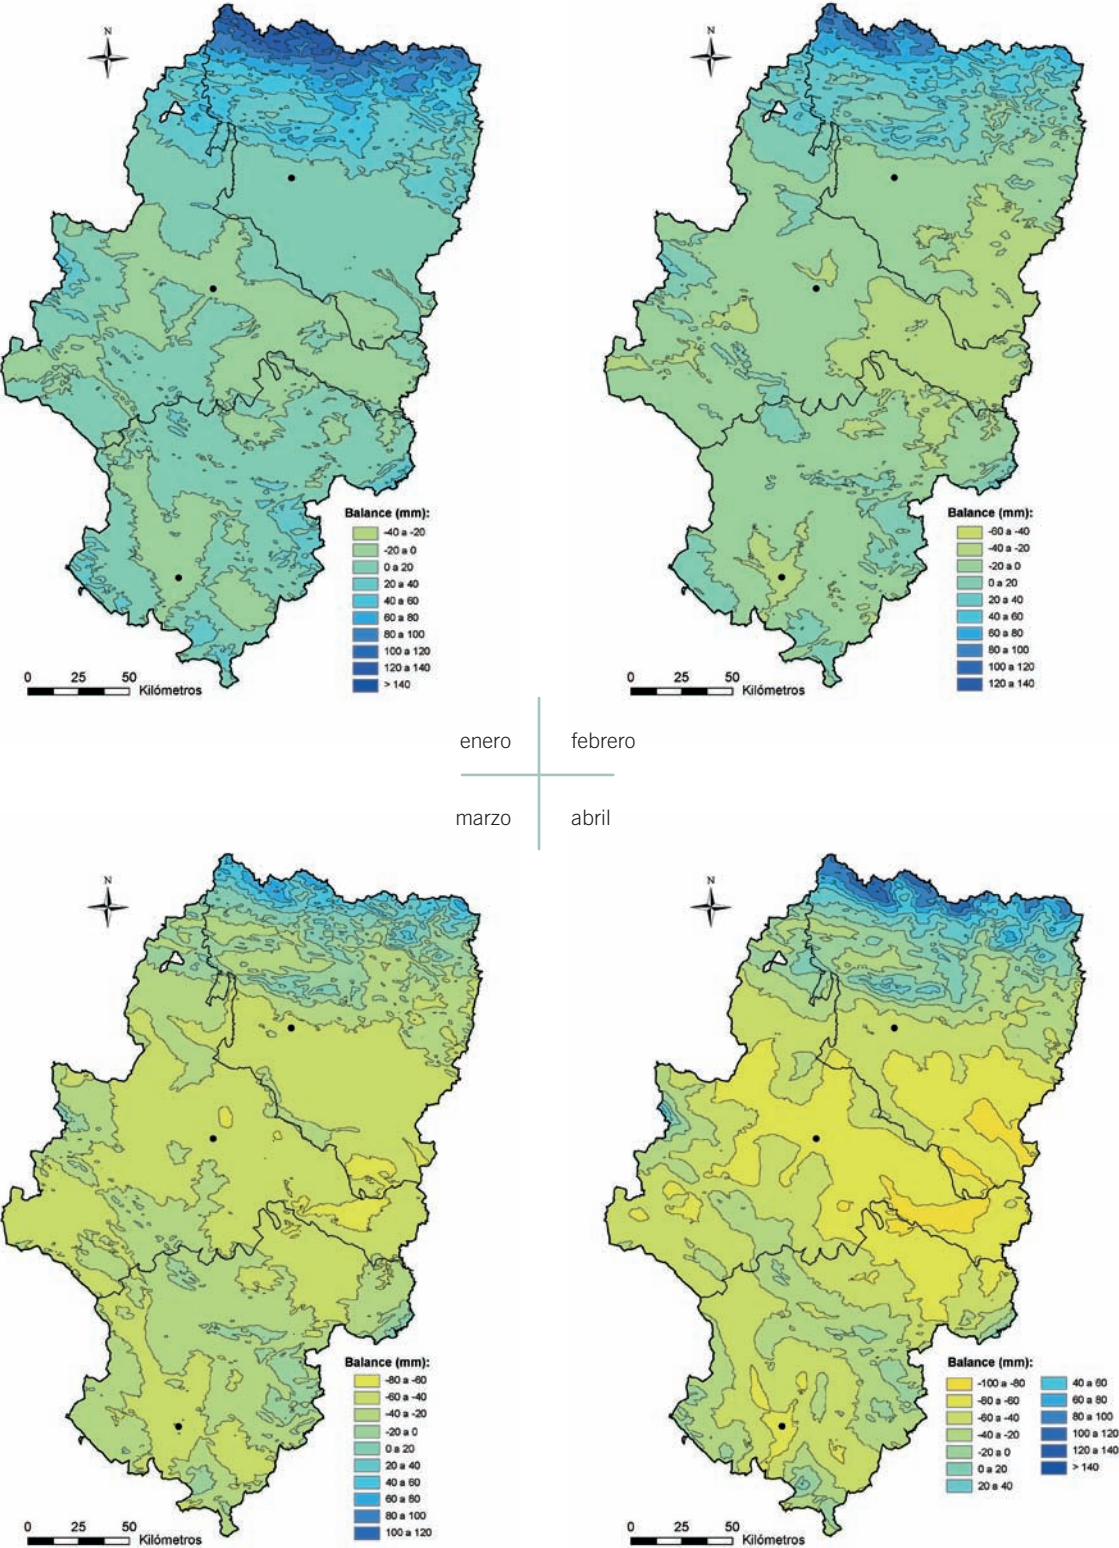 N
Balance (mm):
-40 a -20
-20 a 0
0 a 20
20 a 40
40 a 60
60 a 80
80 a 100
100 a 120
120 a 140
> 140
0 25 50
Kilómetros
N
Balance (mm):
-60 a -40
-40 a -20
-20 a 0
0 a 20
20 a 40
40 a 60
60 a 80
80 a 100
100 a 120
120 a 140
0 25 50
Kilómetros
enero febrero
marzo abril
N
Balance (mm):
-80 a -60
-60 a -40
-40 a -20
-20 a 0
0 a 20
20 a 40
40 a 60
60 a 80
80 a 100
100 a 120
0 25 50
Kilómetros
N
Balance (mm):
-100 a -80
-80 a -60
-60 a -40
-40 a -20
-20 a 0
0 a 20
20 a 40
40 a 60
60 a 80
80 a 100
100 a 120
120 a 140
> 140
0 25 50
Kilómetros